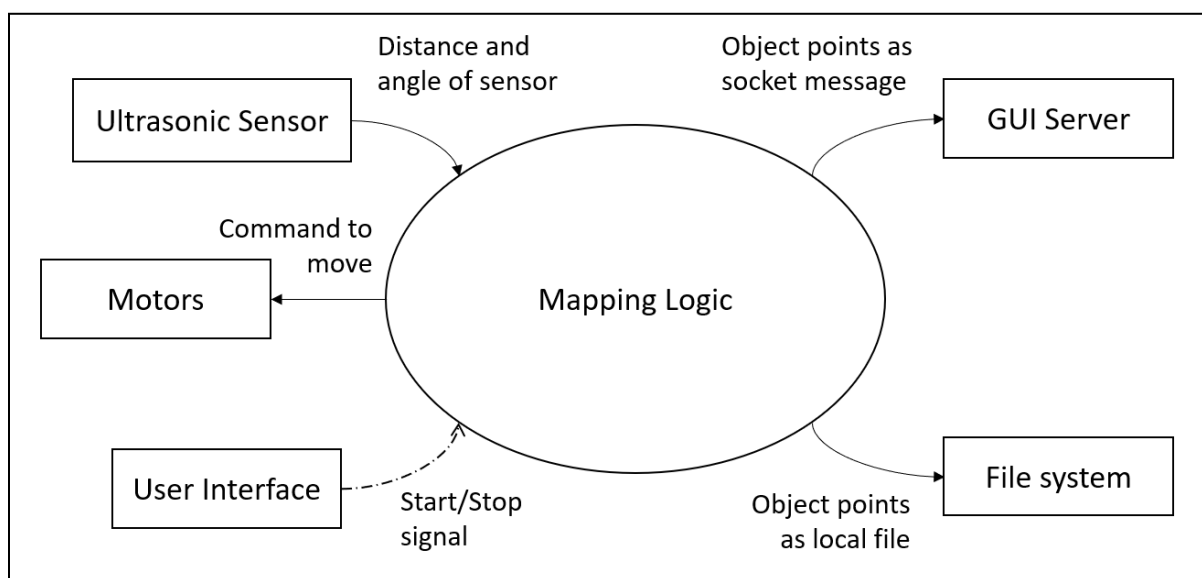 Distance and
angle of sensor
Object points as
socket message
Ultrasonic Sensor
GUI Server
Command to
move
Motors
Mapping Logic
User Interface
Start/Stop
signal
File system
Object points
as local file